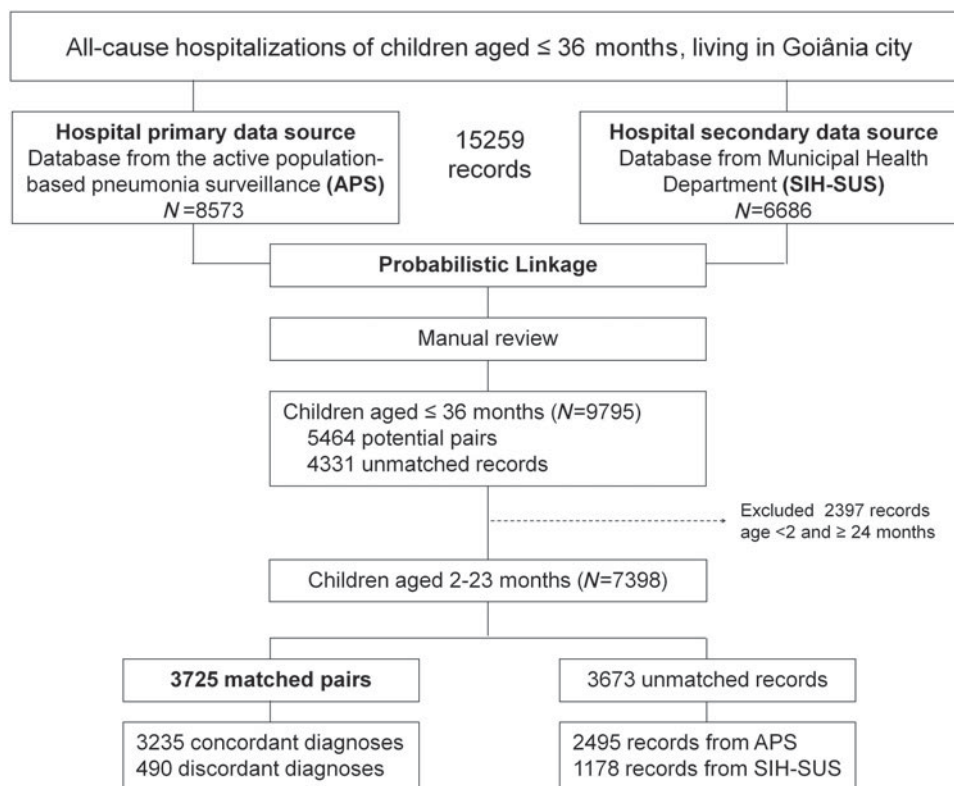 All-cause hospitalizations of children aged ≤ 36 months, living in Goiânia city
Hospital primary data source
Database from the active population-
based pneumonia surveillance (APS)
N=8573
15259
records
Hospital secondary data source
Database from Municipal Health
Department (SIH-SUS)
N=6686
Probabilistic Linkage
Manual review
Children aged ≤ 36 months (N=9795)
5464 potential pairs
4331 unmatched records
Excluded 2397 records
age <2 and ≥ 24 months
Children aged 2-23 months (N=7398)
3725 matched pairs
3673 unmatched records
3235 concordant diagnoses
490 discordant diagnoses
2495 records from APS
1178 records from SIH-SUS